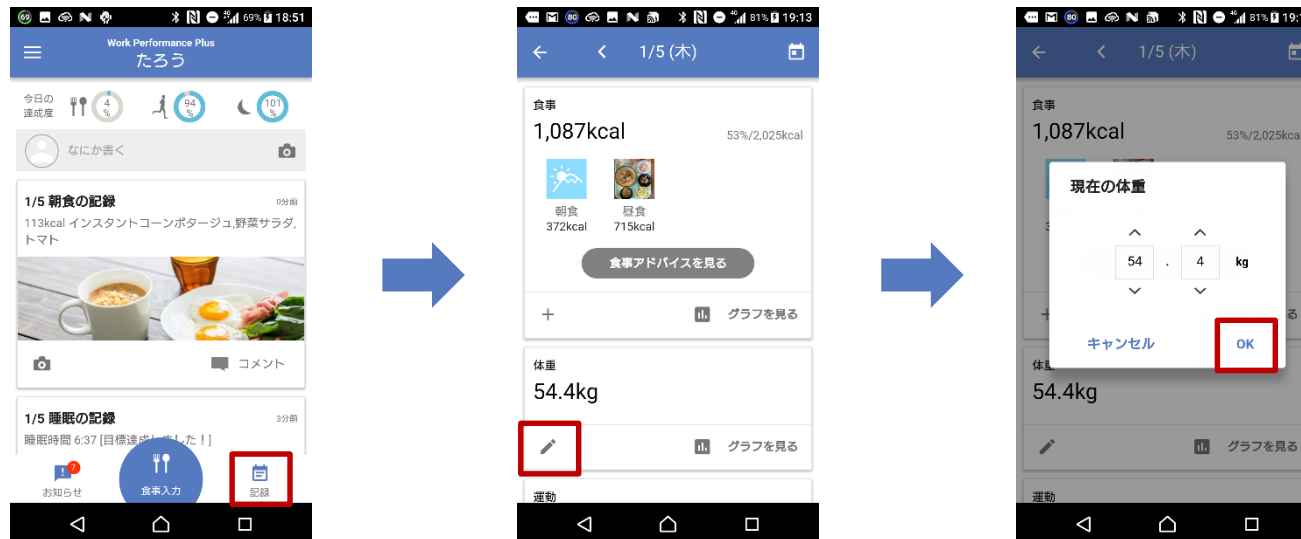 69
69% 18:51
Work Performance Plus
たろう
今日の
達成度
4
%
94
%
101
%
なにか書く
1/5 朝食の記録
0分前
113kcal インスタントコーンポタージュ,野菜サラダ,
トマト
コメント
1/5 睡眠の記録
3分前
睡眠時間 6:37 [目標達成しました！]
7
お知らせ
食事入力
記録
80
81% 19:13
1/5 (木)
食事
1,087kcal
53%/2,025kcal
朝食
372kcal
昼食
715kcal
食事アドバイスを見る
グラフを見る
体重
54.4kg
グラフを見る
運動
80
81% 19:1
1/5 (木)
食事
1,087kcal
53%/2,025kca
現在の体重
54 . 4 kg
キャンセル
OK
体重
54.4kg
グラフを見る
運動